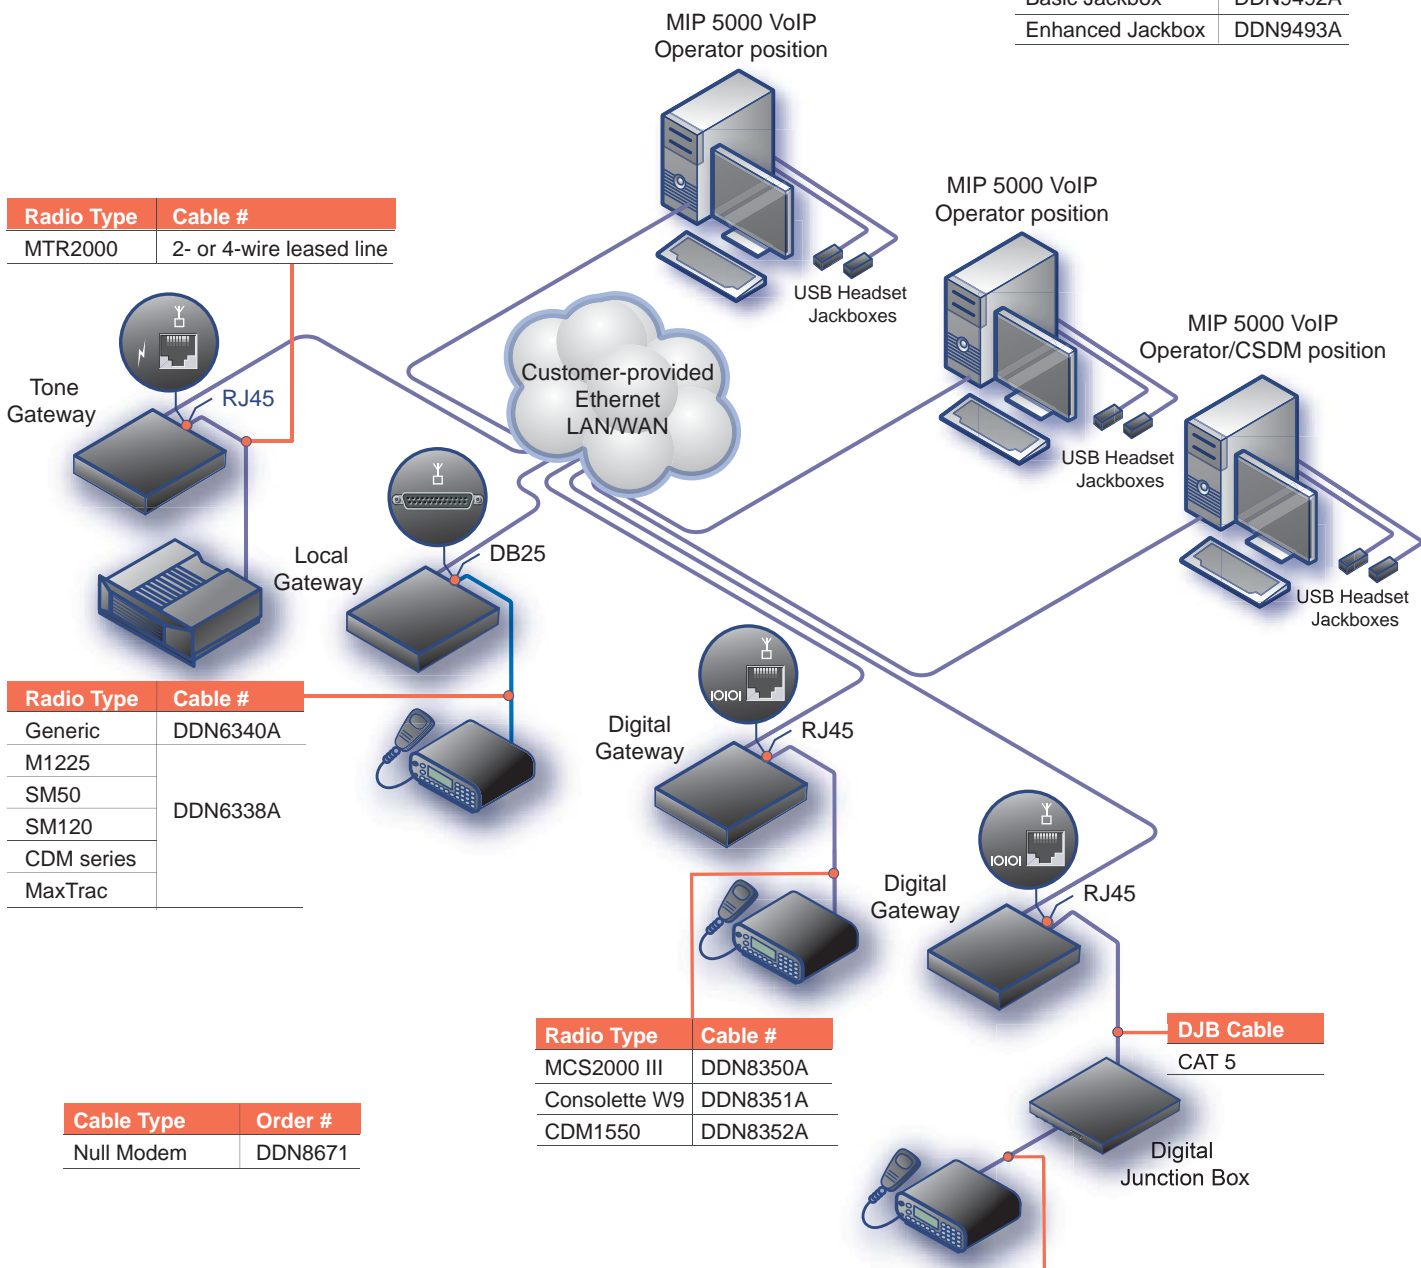 Basic Jackbox DDN9492A
Enhanced Jackbox DDN9493A
MIP 5000 VoIP
Operator position
USB Headset
Jackboxes
MIP 5000 VoIP
Operator position
USB Headset
Jackboxes
MIP 5000 VoIP
Operator/CSDM position
USB Headset
Jackboxes
Customer-provided
Ethernet
LAN/WAN
Radio Type Cable #
MTR2000 2- or 4-wire leased line
Tone
Gateway
RJ45
Local
Gateway
DB25
Radio Type Cable #
Generic DDN6340A
M1225
SM50
DDN6338A
SM120
CDM series
MaxTrac
Digital
Gateway
IOIOI
RJ45
Digital
Gateway
IOIOI
RJ45
Radio Type Cable #
MCS2000 III DDN8350A
Consolette W9 DDN8351A
CDM1550 DDN8352A
DJB Cable
CAT 5
Digital
Junction Box
Cable Type Order #
Null Modem DDN8671